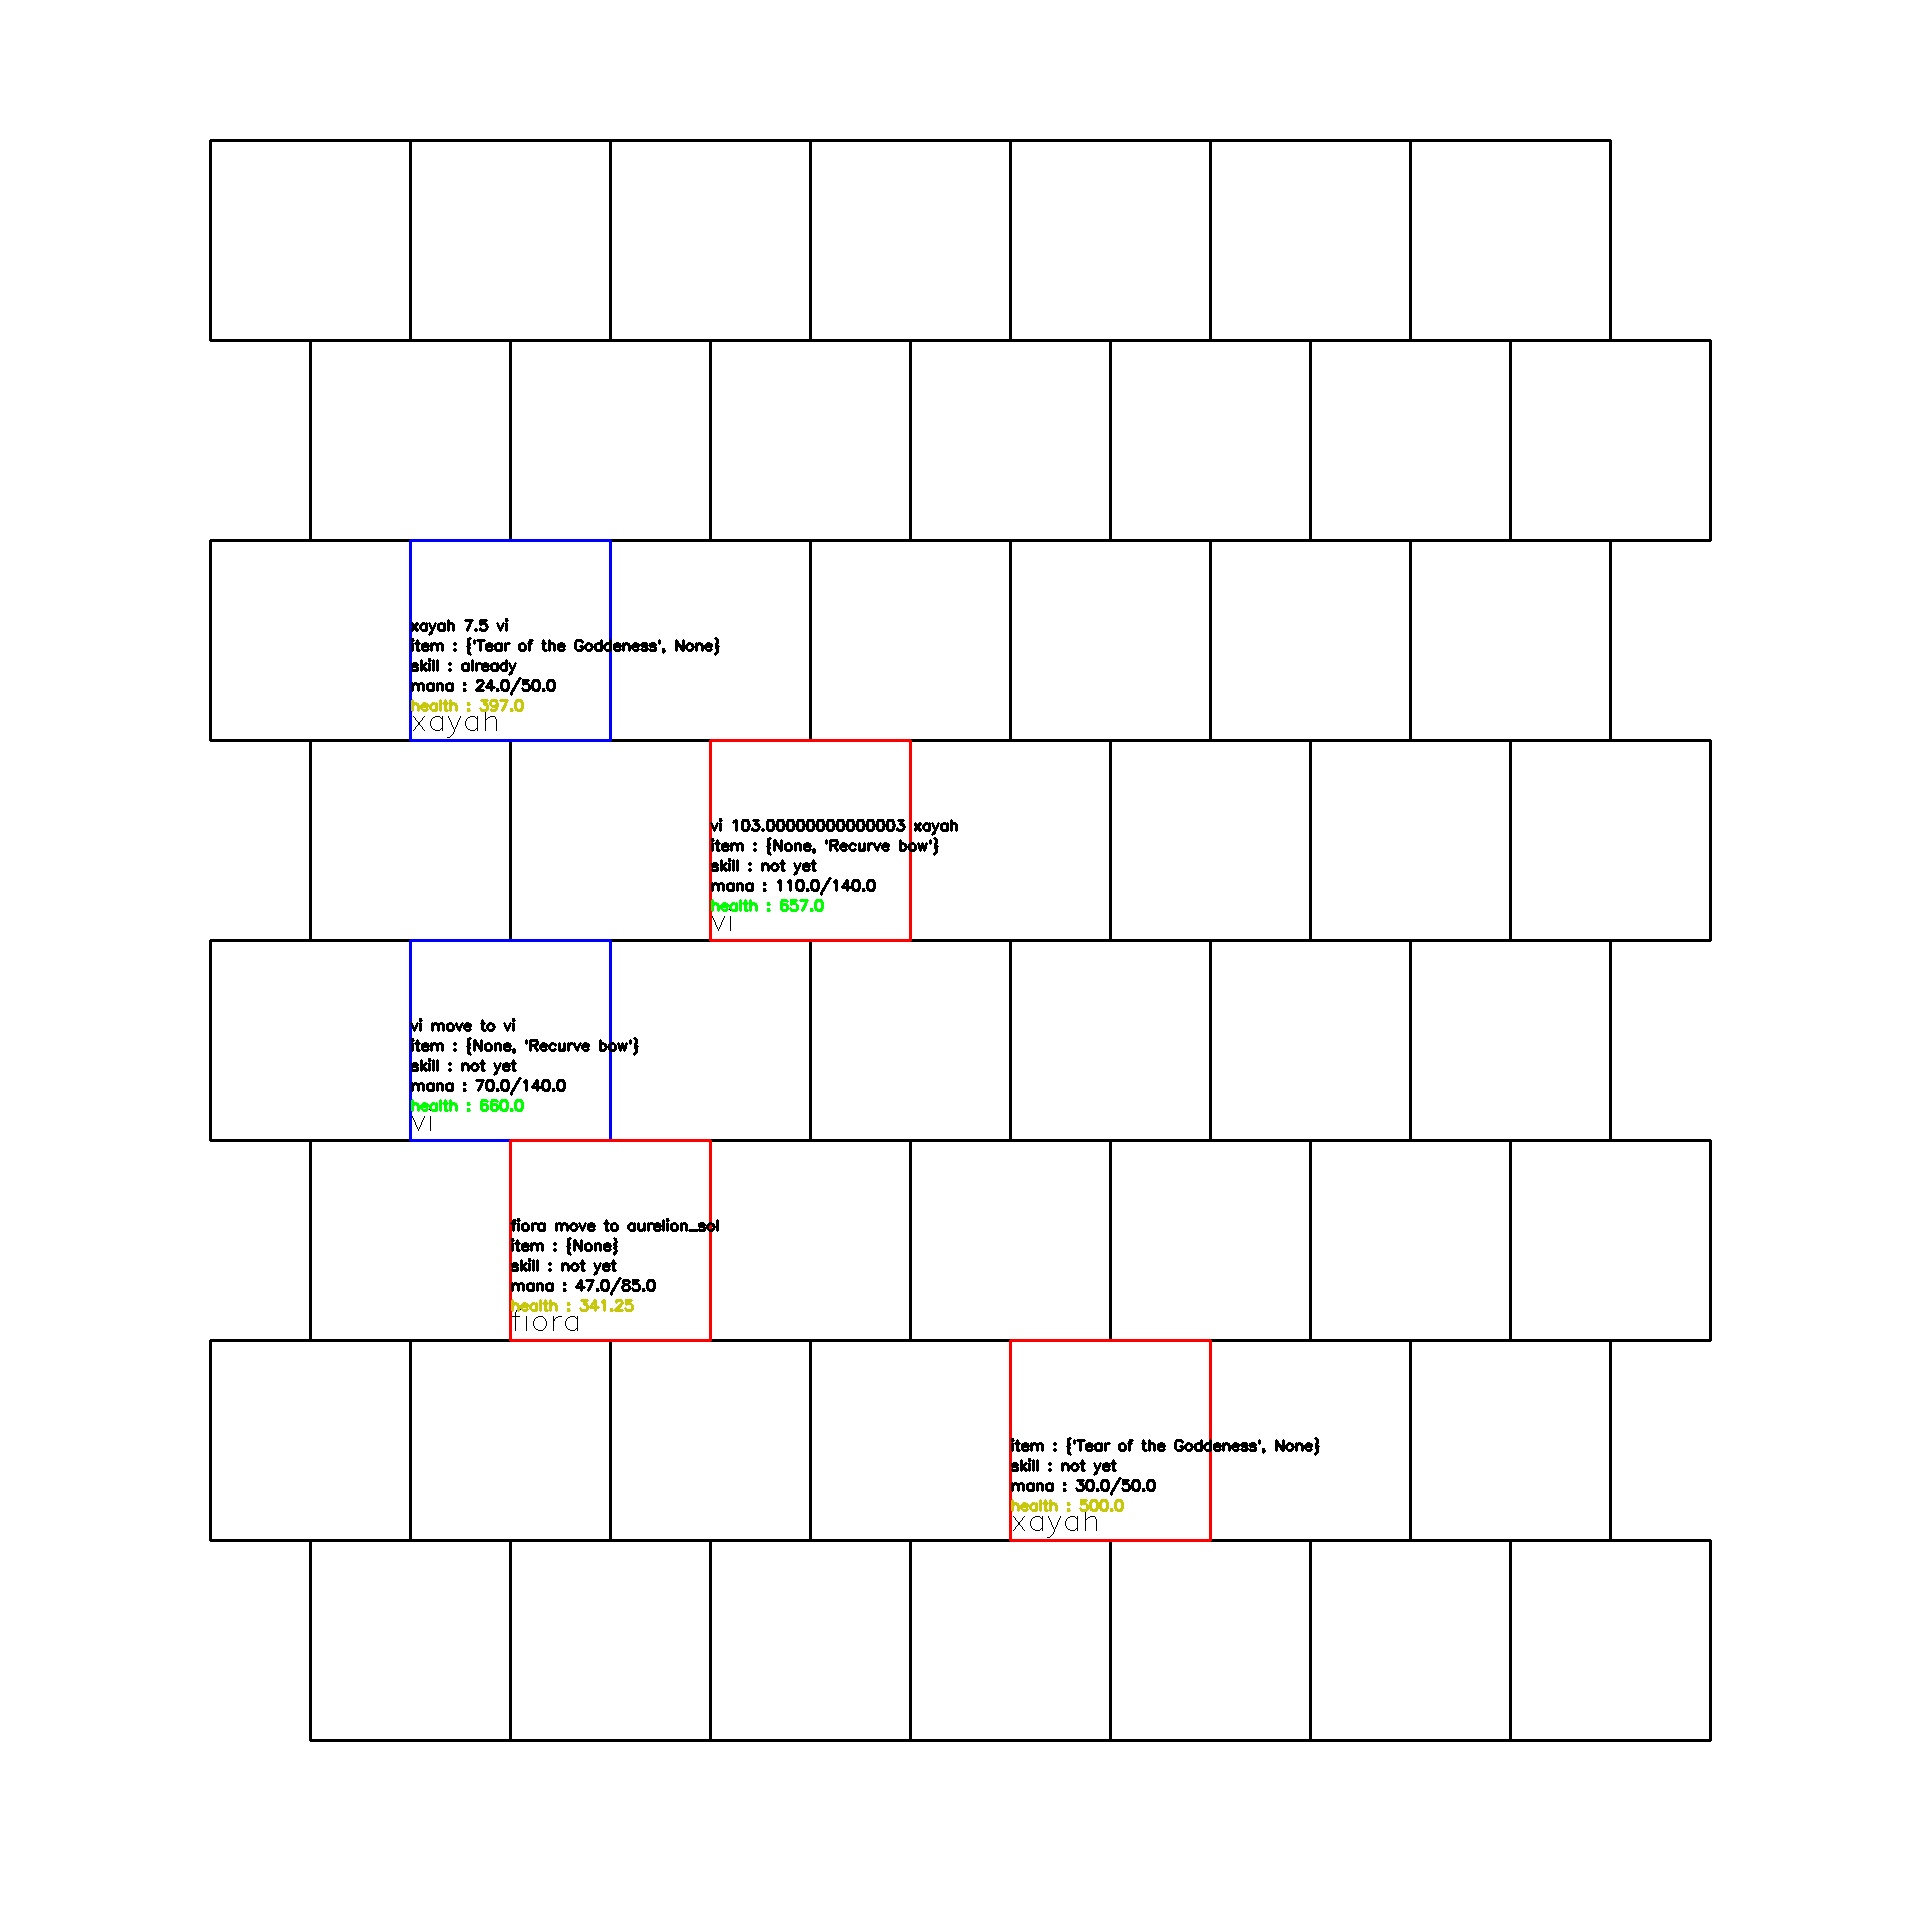 xayah 7.5 vi
item : {'Tear of the Goddeness', None}
skill : already
mana : 24.0/50.0
health : 397.0
xayah
vi 103.00000000000003 xayah
item : {None, 'Recurve bow'}
skill : not yet
mana : 110.0/140.0
health : 657.0
vi
vi move to vi
item : {None, 'Recurve bow'}
skill : not yet
mana : 70.0/140.0
health : 660.0
vi
fiora move to aurelion_sol
item : {None}
skill : not yet
mana : 47.0/85.0
health : 341.25
fiora
item : {'Tear of the Goddeness', None}
skill : not yet
mana : 30.0/50.0
health : 500.0
xayah